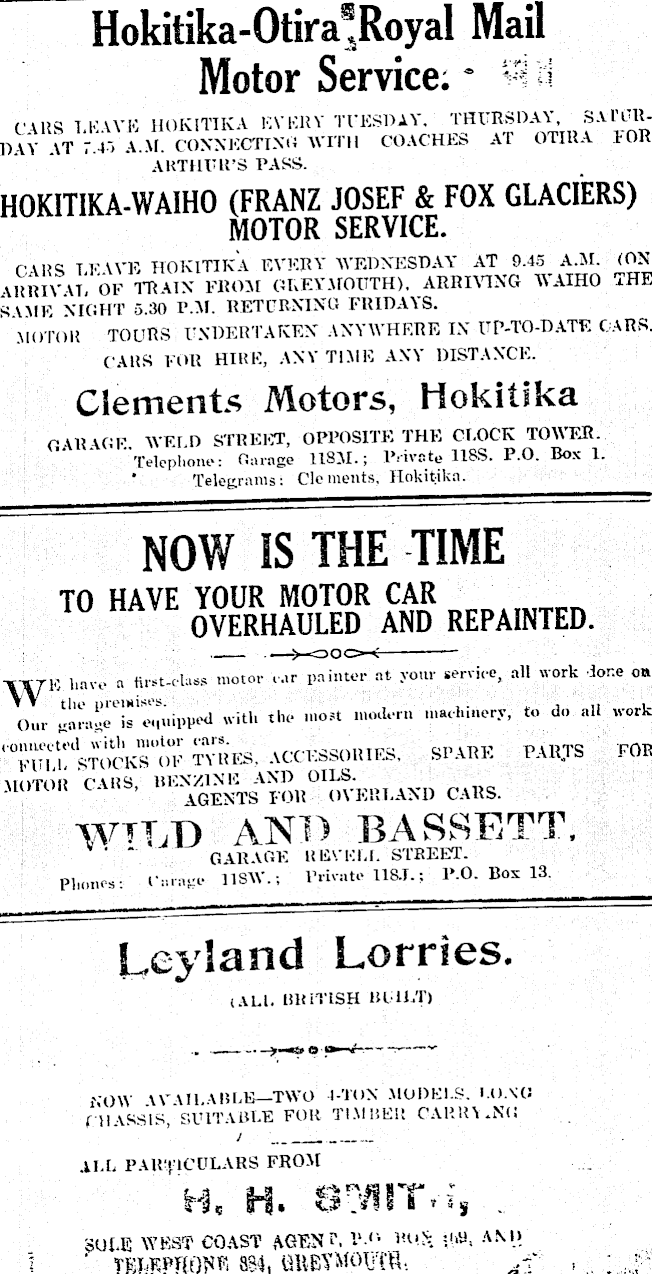 Hokitika-Otira Royal Mail
Motor Service.
CARS LEAVE HOKITIKA EVERY TUESDAY, THURSDAY, SATUR-
DAY AT 7.45 A.M. CONNECTING WITH COACHES AT OTIRA FOR
ARTHUR'S PASS.
HOKITIKA-WAIHO (FRANZ JOSEF & FOX GLACIERS)
MOTOR SERVICE.
CARS LEAVE HOKITIKA EVERY WEDNESDAY AT 9.45 A.M. (ON
ARRIVAL OF TRAIN FROM GREYMOUTH), ARRIVING WAIHO THE
SAME NIGHT 5.30 P.M. RETURNING FRIDAYS.
MOTOR TOURS UNDERTAKEN ANYWHERE IN UP-TO-DATE CARS.
CARS FOR HIRE, ANY TIME ANY DISTANCE.
Clements Motors, Hokitika
GARAGE. WELD STREET, OPPOSITE THE CLOCK TOWER.
Telephone: Garage 118M.; Private 118S. P.O. Box 1.
Telegrams: Clements, Hokitika.
NOW IS THE TIME
TO HAVE YOUR MOTOR CAR
OVERHAULED AND REPAINTED.
WE have a first-class motor car painter at your service, all work done on
the premises.
Our garage is equipped with the most modern machinery, to do all work
connected with motor cars.
FULL STOCKS OF TYRES, ACCESSORIES, SPARE PARTS FOR
MOTOR CARS, BENZINE AND OILS.
AGENTS FOR OVERLAND CARS.
WILD AND BASSETT,
GARAGE REVELL STREET.
Phones: Garage 118W.; Private 118J.; P.O. Box 13.
Leyland Lorries.
(ALL BRITISH BUILT)
NOW AVAILABLE—TWO 4-TON MODELS, LONG
CHASSIS, SUITABLE FOR TIMBER CARRYING
ALL PARTICULARS FROM
H. H. SMITH,
SOLE WEST COAST AGENT, P.O. BOX AND
TELEPHONE 884, GREYMOUTH.